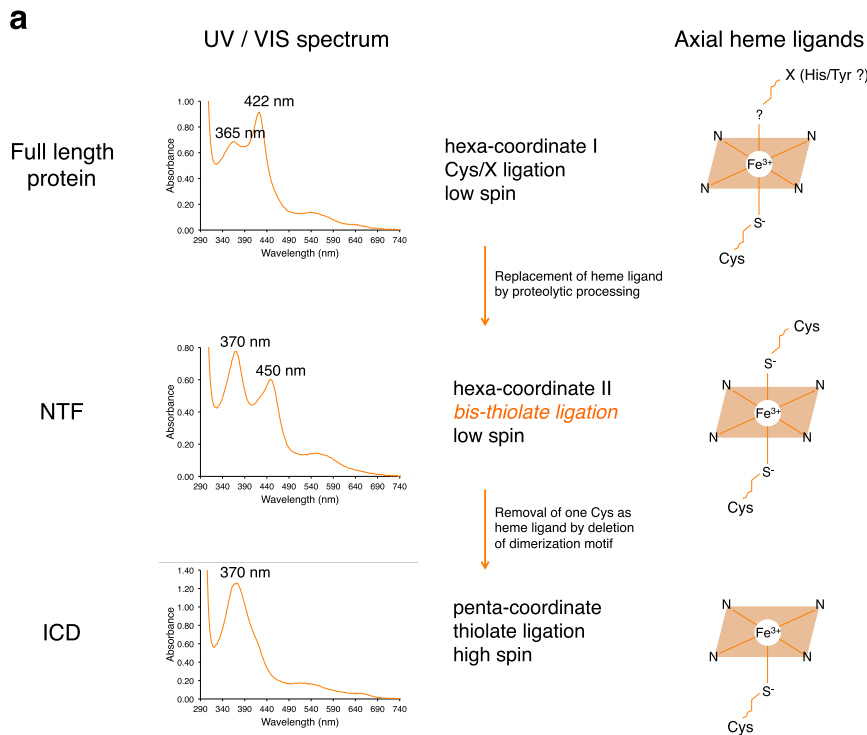 a
UV / VIS spectrum
Axial heme ligands
Full length
protein
422 nm
365 nm
Absorbance
1.00
0.80
0.60
0.40
0.20
0.00
290 340 390 440 490 540 590 640 690 740
Wavelength (nm)
hexa-coordinate I
Cys/X ligation
low spin
X (His/Tyr ?)
?
N N
Fe3+
N N
S-
Cys
Replacement of heme ligand
by proteolytic processing
NTF
370 nm
450 nm
Absorbance
0.80
0.60
0.40
0.20
0.00
290 340 390 440 490 540 590 640 690 740
Wavelength (nm)
hexa-coordinate II
bis-thiolate ligation
low spin
Cys
S-
N N
Fe3+
N N
S-
Cys
Removal of one Cys as
heme ligand by deletion
of dimerization motif
ICD
370 nm
Absorbance
1.40
1.20
1.00
0.80
0.60
0.40
0.20
0.00
290 340 390 440 490 540 590 640 690 740
Wavelength (nm)
penta-coordinate
thiolate ligation
high spin
N N
Fe3+
N N
S-
Cys